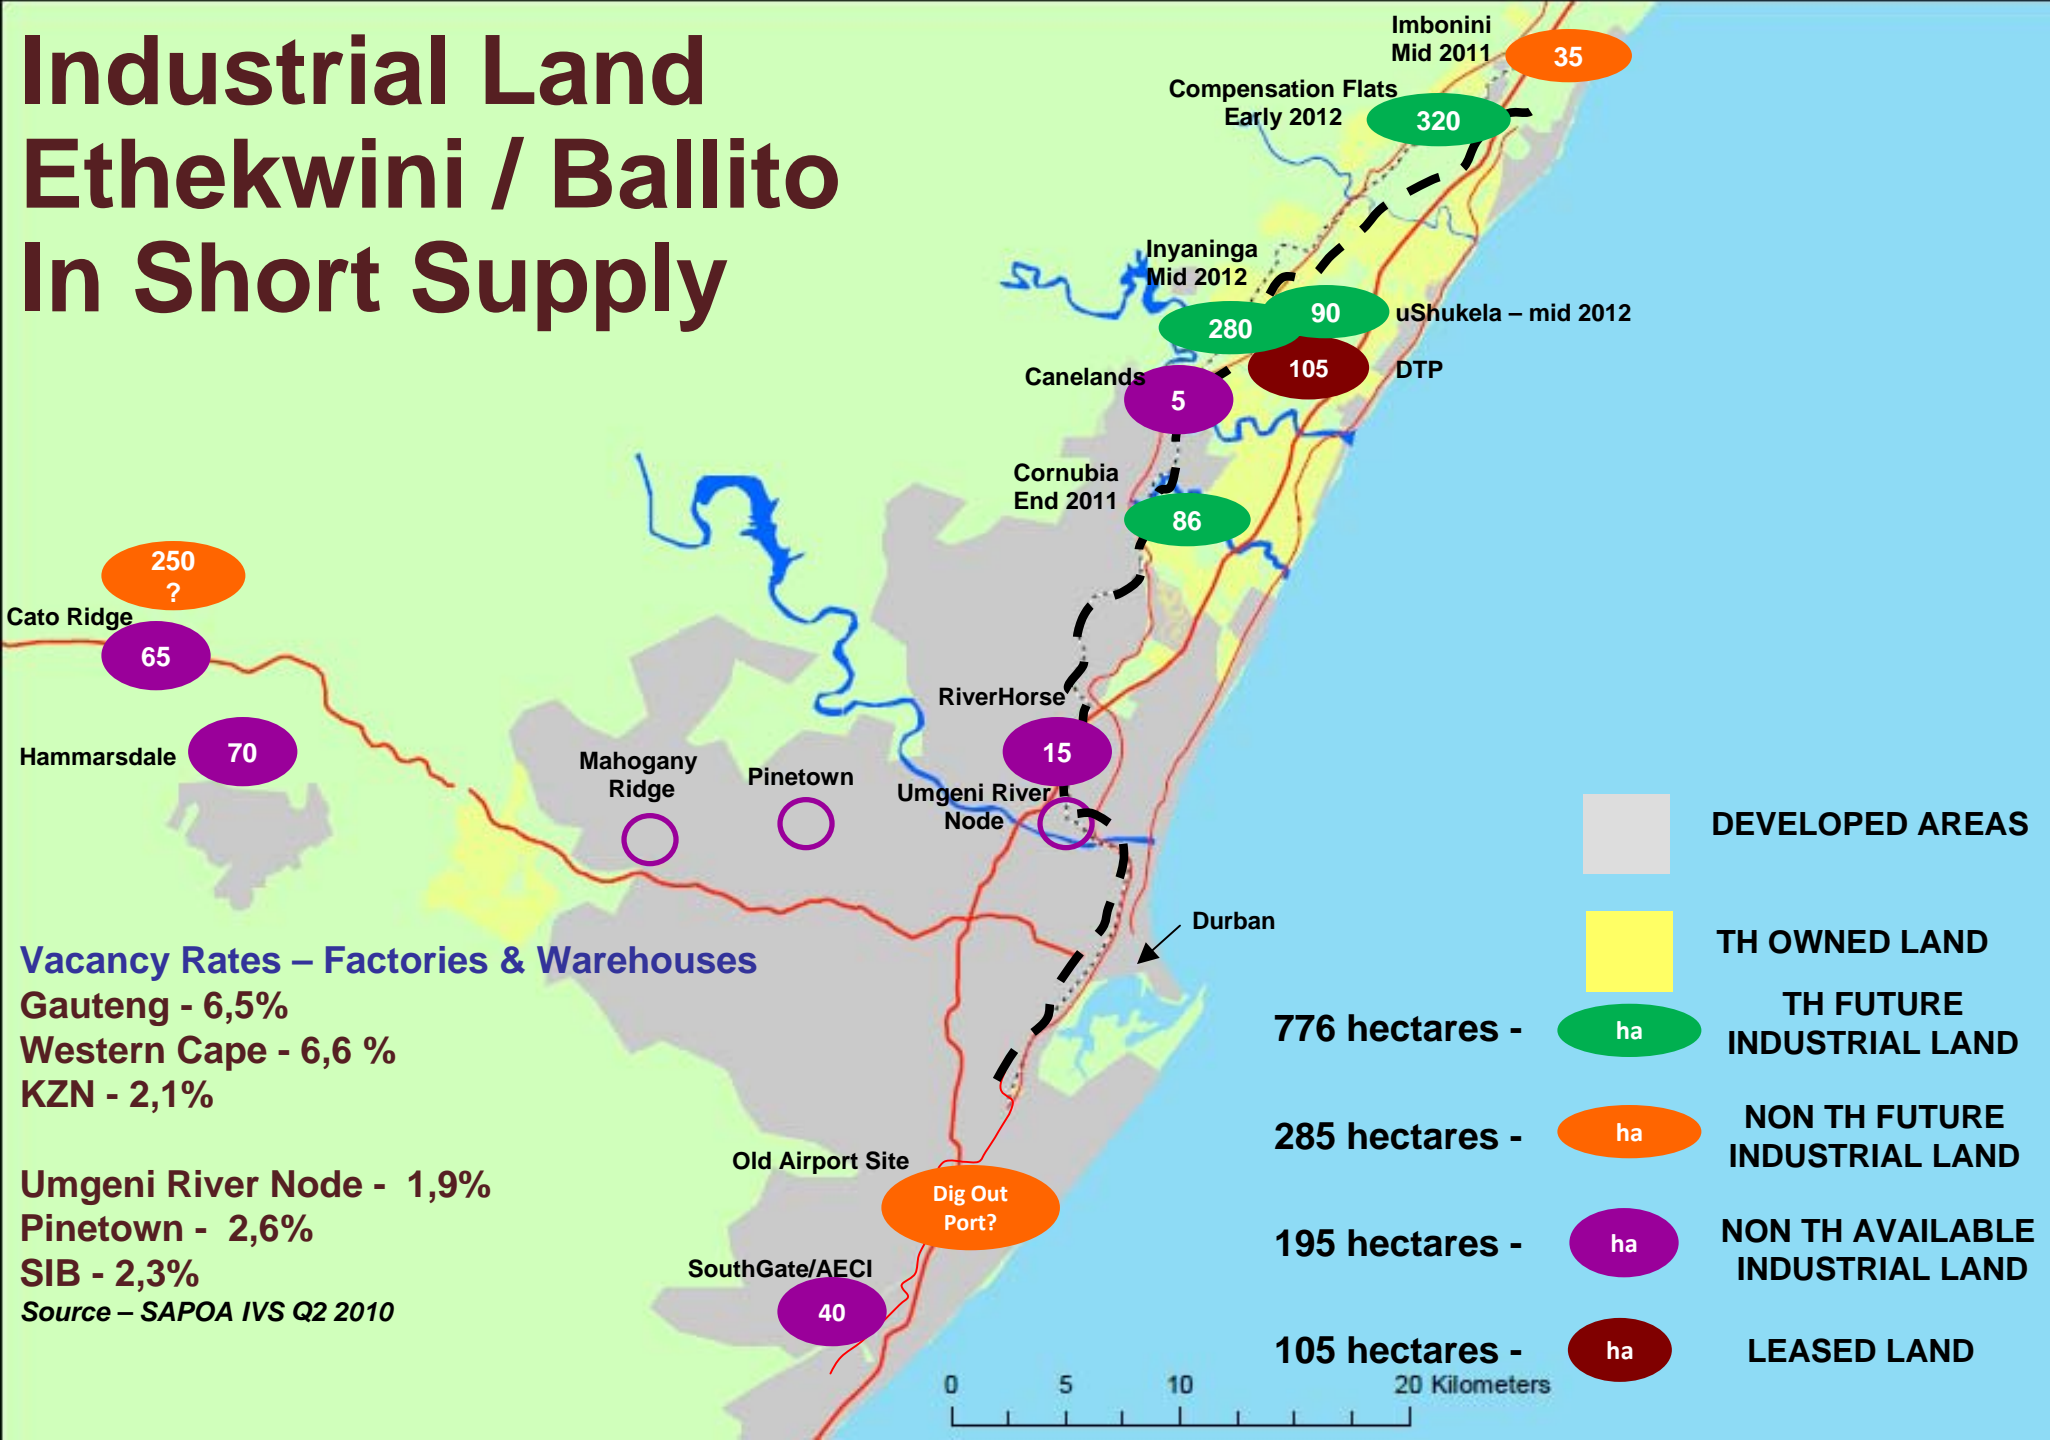 Industrial Land
Ethekwini / Ballito
In Short Supply
Imbonini
Mid 2011
35
Compensation Flats
Early 2012
320
Inyaninga
Mid 2012
280
90
uShukela – mid 2012
105
DTP
Canelands
5
Cornubia
End 2011
86
250
?
Cato Ridge
65
Hammarsdale
70
Mahogany
Ridge
Pinetown
RiverHorse
15
Umgeni River
Node
Durban
Vacancy Rates – Factories & Warehouses
Gauteng - 6,5%
Western Cape - 6,6 %
KZN - 2,1%
Umgeni River Node -  1,9%
Pinetown -  2,6%
SIB - 2,3%
Source – SAPOA IVS Q2 2010
Old Airport Site
Dig Out
Port?
SouthGate/AECI
40
DEVELOPED AREAS
TH OWNED LAND
776 hectares -
ha
TH FUTURE
INDUSTRIAL LAND
285 hectares -
ha
NON TH FUTURE
INDUSTRIAL LAND
195 hectares -
ha
NON TH AVAILABLE
INDUSTRIAL LAND
105 hectares -
ha
LEASED LAND
0 5 10 20 Kilometers